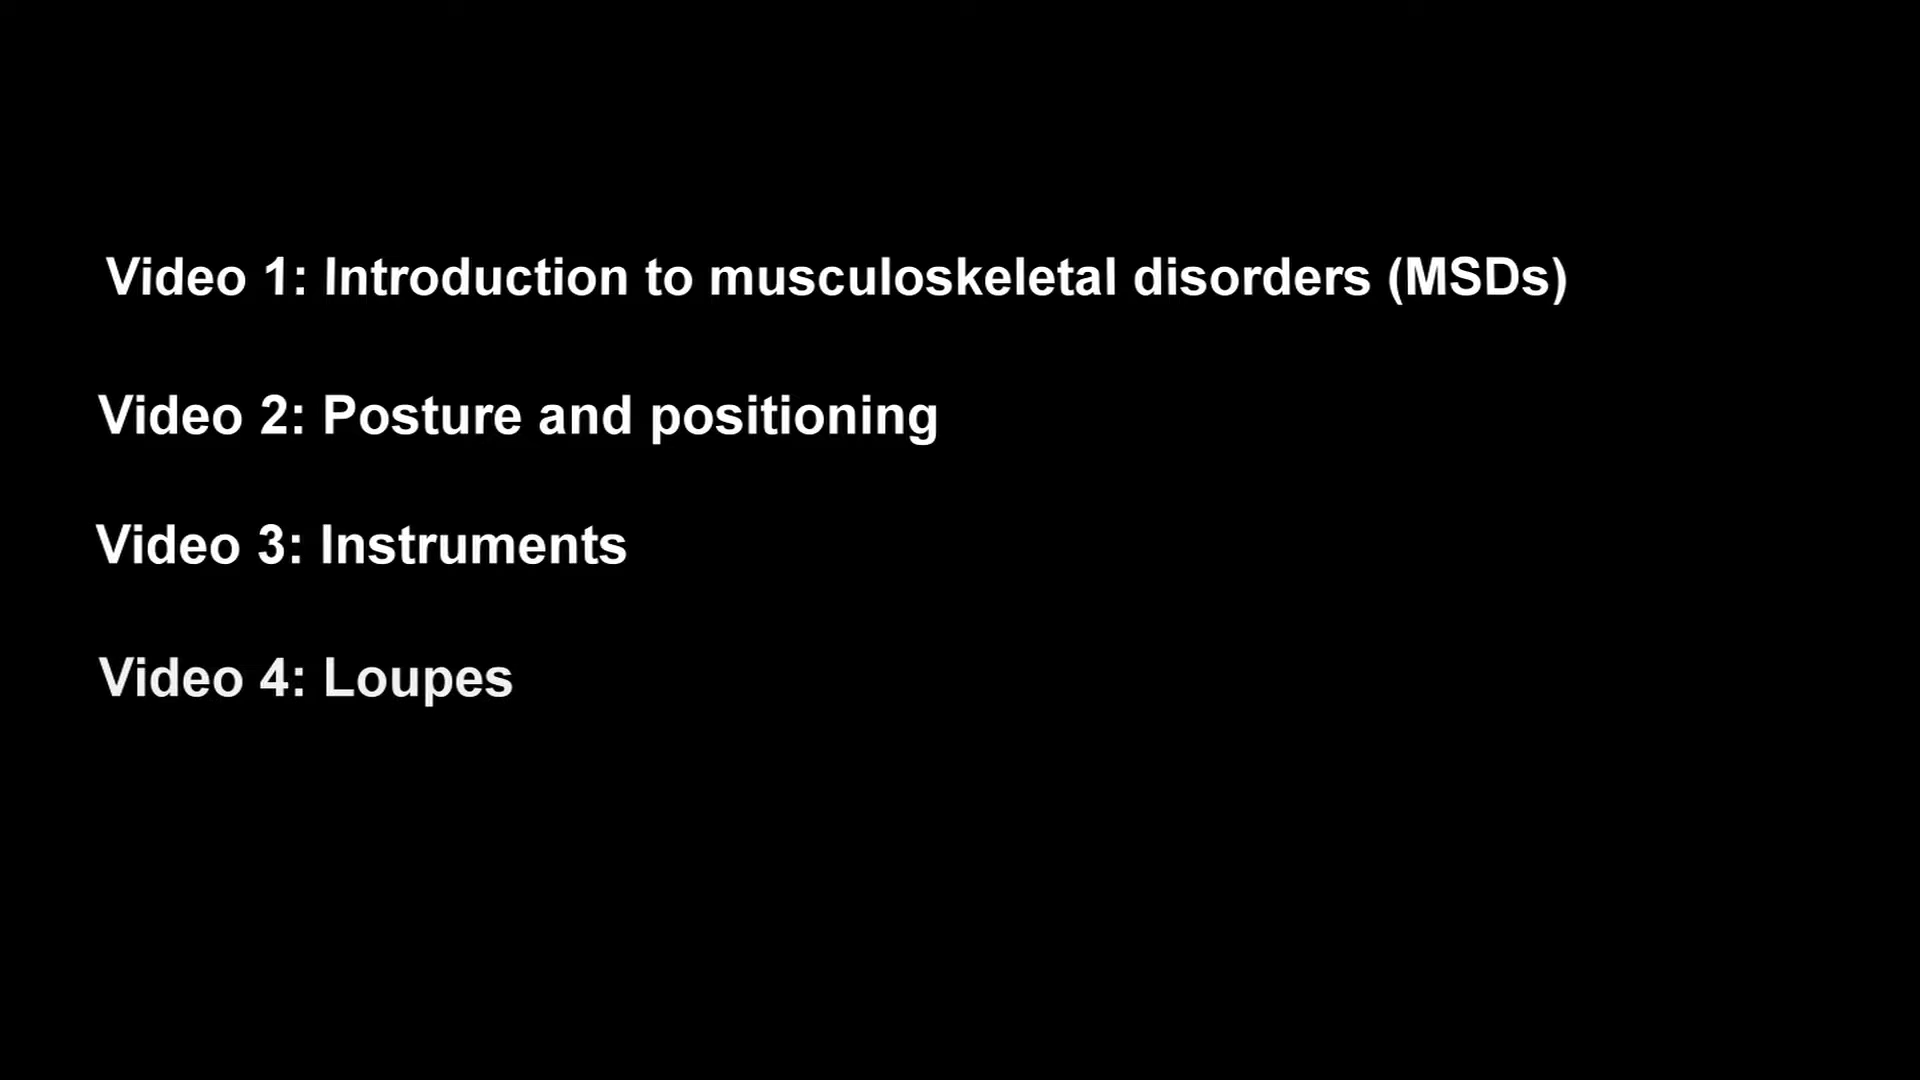 Video 1: Introduction to musculoskeletal disorders (MSDs)
Video 2: Posture and positioning
Video 3: Instruments
Video 4: Loupes